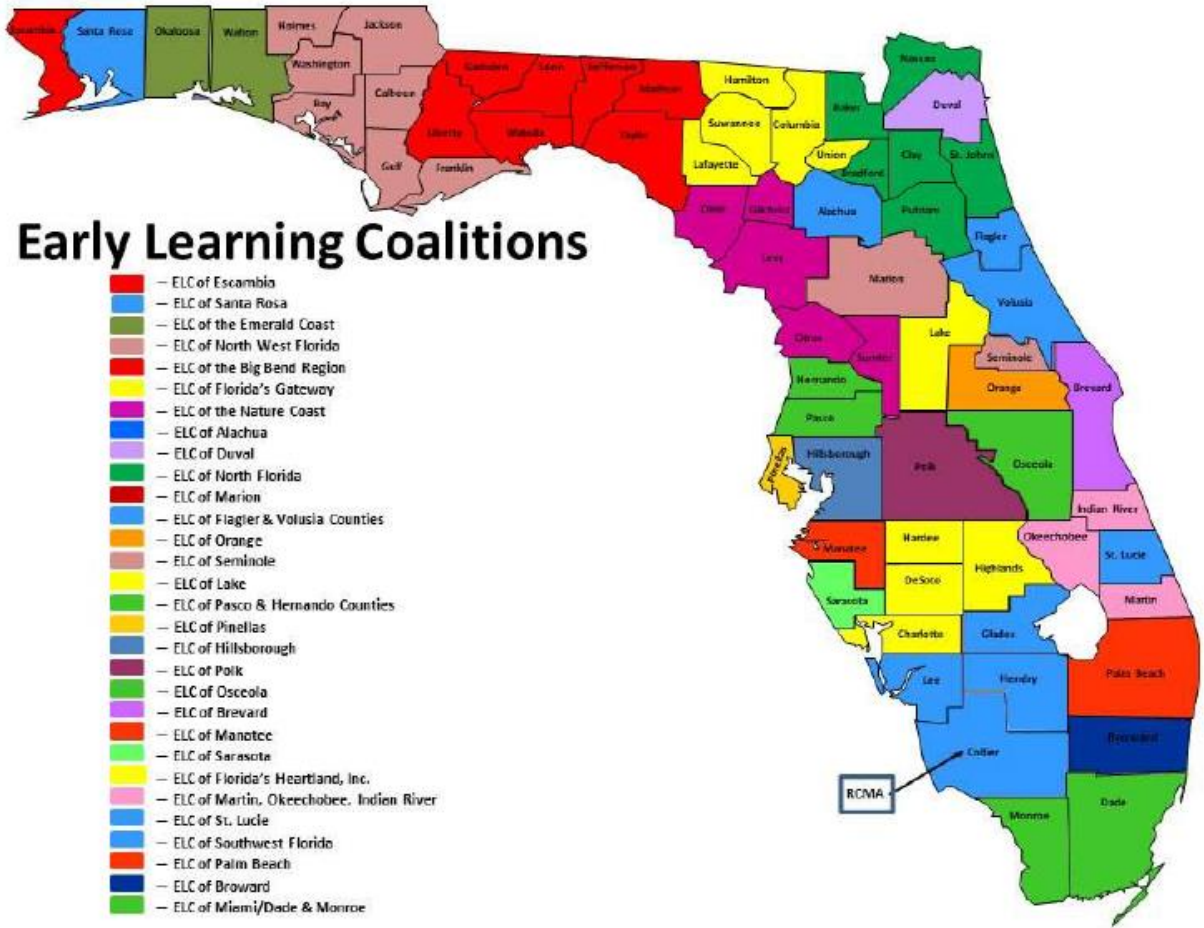 Escambia
Santa Rosa
Okaloosa
Walton
Holmes
Jackson
Washington
Bay
Calhoun
Gulf
Liberty
Franklin
Gadsden
Leon
Jefferson
Madison
Wakulla
Taylor
Hamilton
Suwannee
Columbia
Lafayette
Union
Baker
Nassau
Duval
Bradford
Clay
St. Johns
Dixie
Gilchrist
Alachua
Putnam
Flagler
Levy
Marion
Volusia
Citrus
Sumter
Lake
Seminole
Orange
Brevard
Hernando
Pasco
Pinellas
Hillsborough
Polk
Osceola
Indian River
Manatee
Hardee
Highlands
Okeechobee
St. Lucie
DeSoto
Sarasota
Martin
Charlotte
Glades
Lee
Hendry
Palm Beach
Collier
Broward
RCMA
Monroe
Dade
Early Learning Coalitions
— ELC of Escambia
— ELC of Santa Rosa
— ELC of the Emerald Coast
— ELC of North West Florida
— ELC of the Big Bend Region
— ELC of Florida's Gateway
— ELC of the Nature Coast
— ELC of Alachua
— ELC of Duval
— ELC of North Florida
— ELC of Marion
— ELC of Flagler & Volusia Counties
— ELC of Orange
— ELC of Seminole
— ELC of Lake
— ELC of Pasco & Hernando Counties
— ELC of Pinellas
— ELC of Hillsborough
— ELC of Polk
— ELC of Osceola
— ELC of Brevard
— ELC of Manatee
— ELC of Sarasota
— ELC of Florida's Heartland, Inc.
— ELC of Martin, Okeechobee, Indian River
— ELC of St. Lucie
— ELC of Southwest Florida
— ELC of Palm Beach
— ELC of Broward
— ELC of Miami/Dade & Monroe